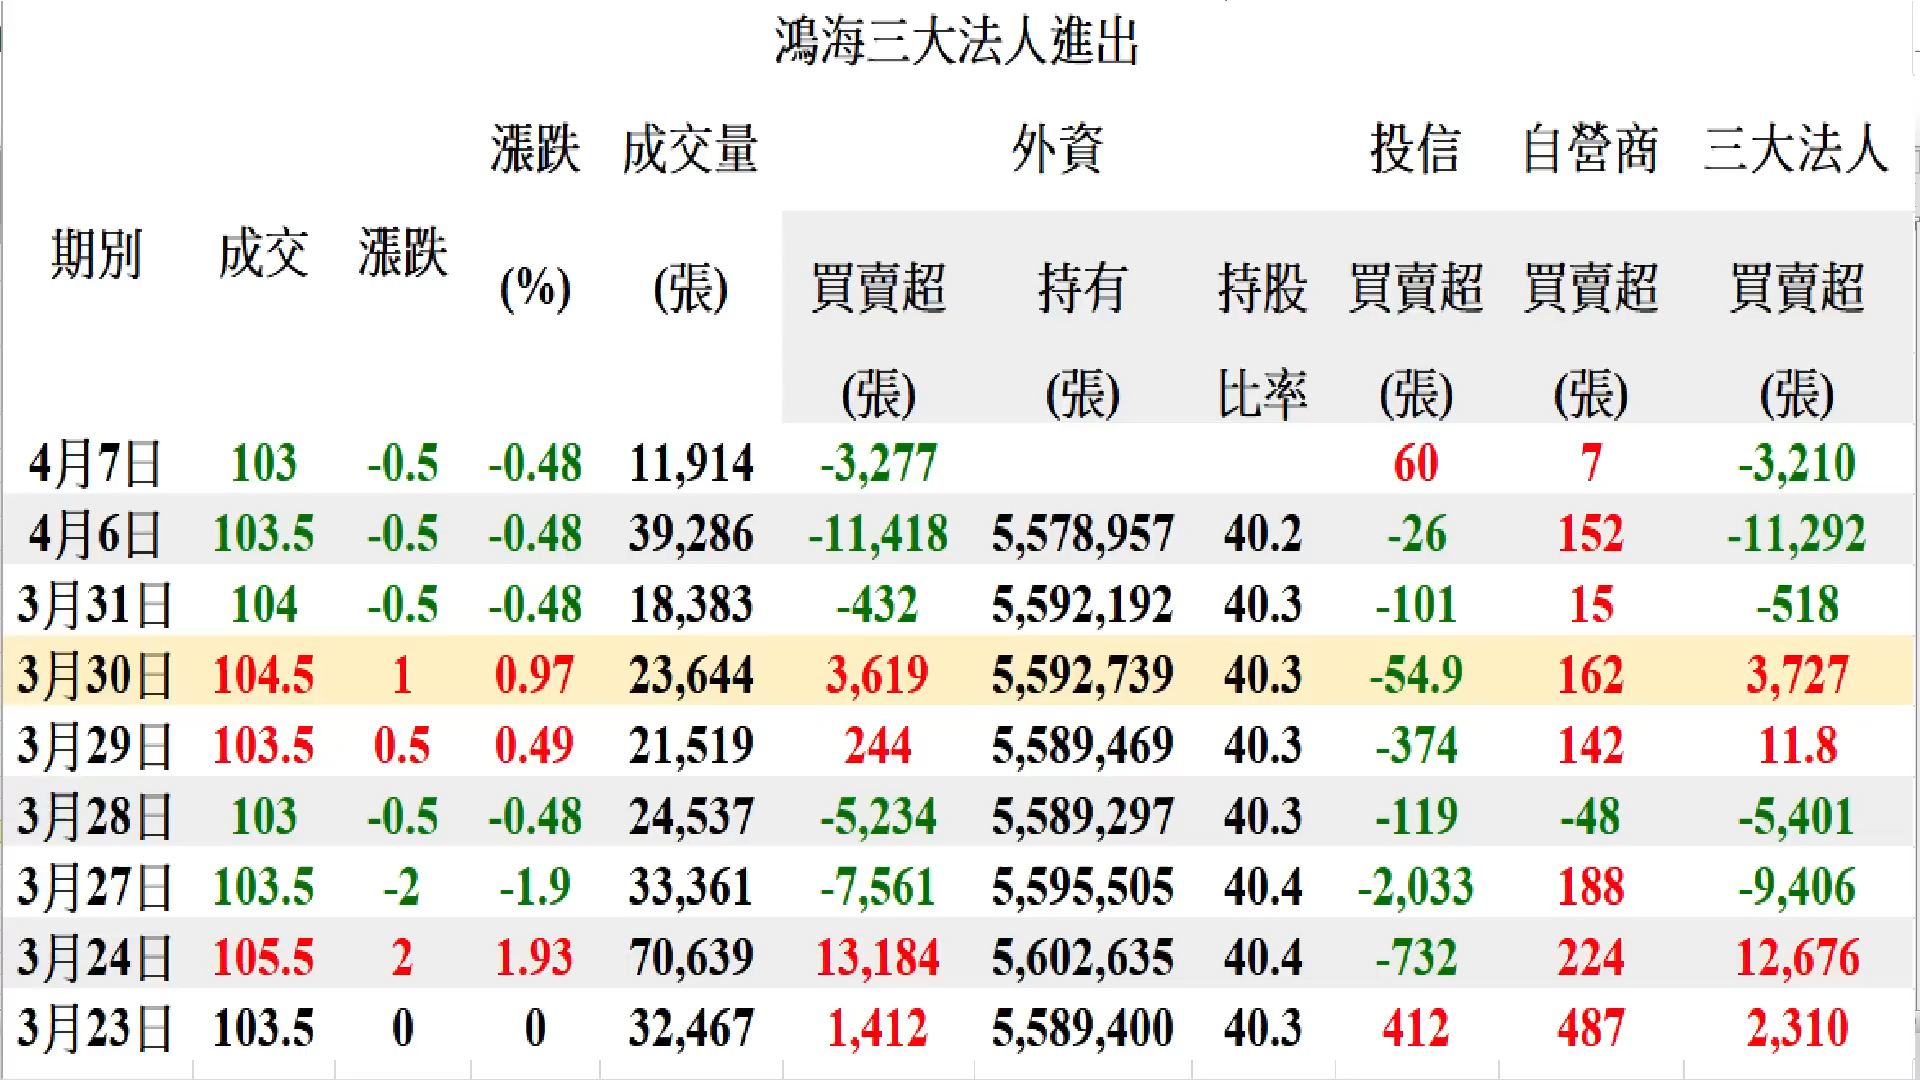 鴻海三大法人進出
漲跌 成交量 外資 投信 自營商 三大法人
期別 成交 漲跌
(%) (張) 買賣超 持有 持股 買賣超 買賣超 買賣超
(張) (張) 比率 (張) (張) (張)
4月7日 103 -0.5 -0.48 11,914 -3,277 60 7 -3,210
4月6日 103.5 -0.5 -0.48 39,286 -11,418 5,578,957 40.2 -26 152 -11,292
3月31日 104 -0.5 -0.48 18,383 -432 5,592,192 40.3 -101 15 -518
3月30日 104.5 1 0.97 23,644 3,619 5,592,739 40.3 -54.9 162 3,727
3月29日 103.5 0.5 0.49 21,519 244 5,589,469 40.3 -374 142 11.8
3月28日 103 -0.5 -0.48 24,537 -5,234 5,589,297 40.3 -119 -48 -5,401
3月27日 103.5 -2 -1.9 33,361 -7,561 5,595,505 40.4 -2,033 188 -9,406
3月24日 105.5 2 1.93 70,639 13,184 5,602,635 40.4 -732 224 12,676
3月23日 103.5 0 0 32,467 1,412 5,589,400 40.3 412 487 2,310